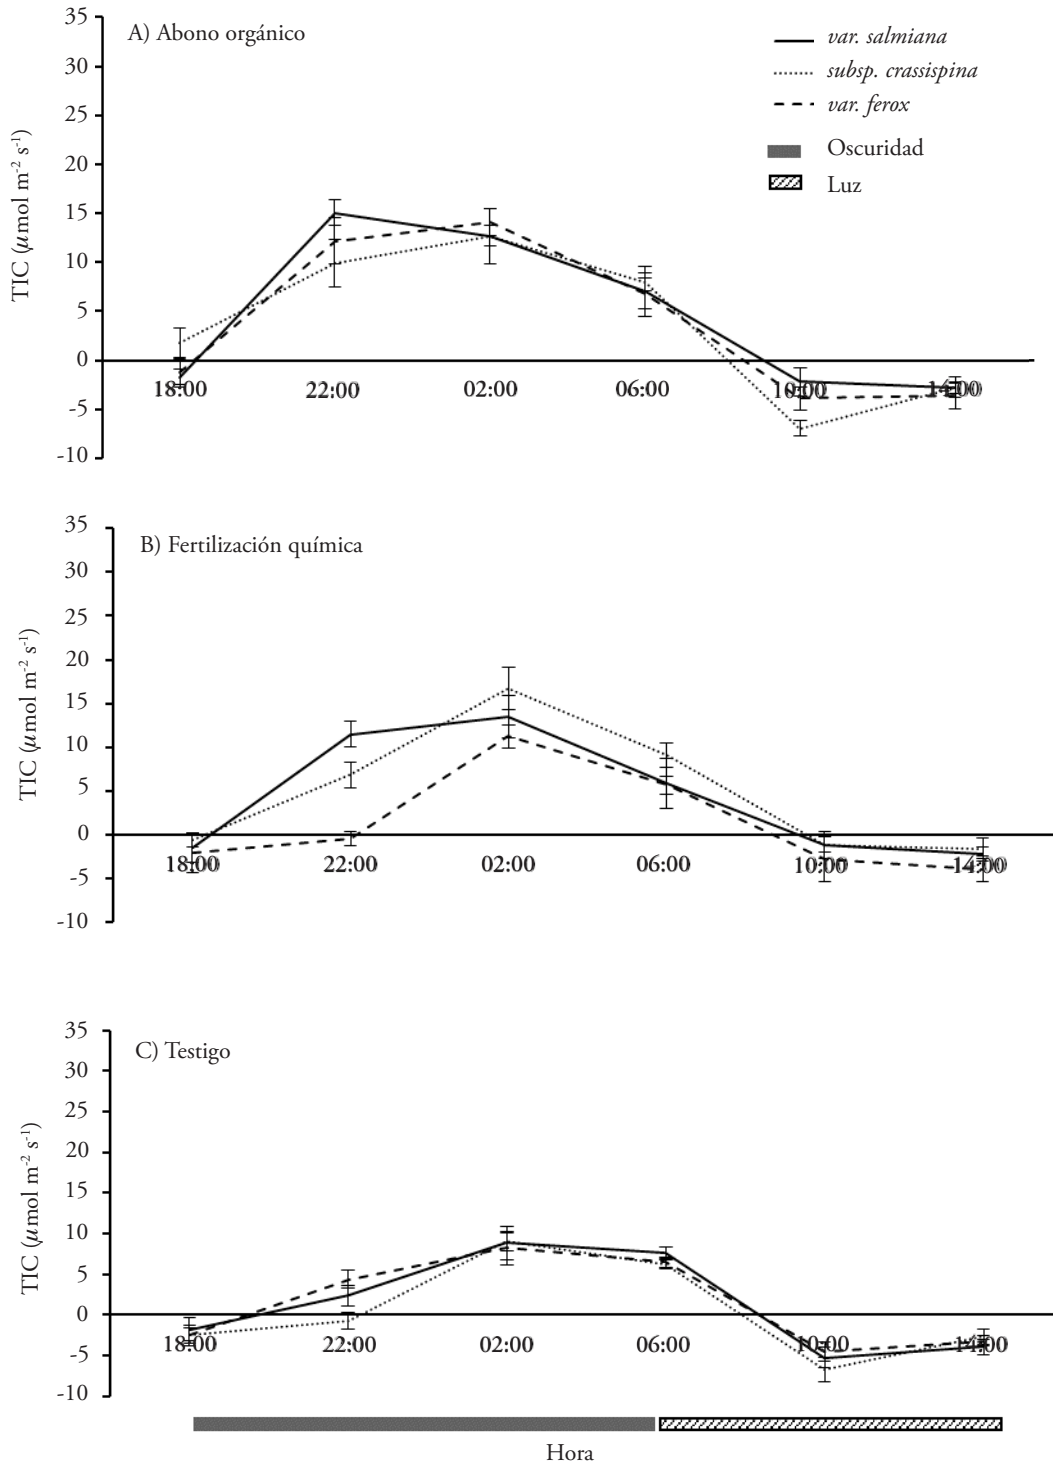 A) Abono orgánico
var. salmiana
subsp. crassispina
var. ferox
Oscuridad
Luz
TIC (μmol m-2 s-1)
35
30
25
20
15
10
5
0
-5
-10
18:00 22:00 02:00 06:00 10:00 14:00
B) Fertilización química
TIC (μmol m-2 s-1)
35
30
25
20
15
10
5
0
-5
-10
18:00 22:00 02:00 06:00 10:00 14:00
C) Testigo
TIC (μmol m-2 s-1)
35
30
25
20
15
10
5
0
-5
-10
18:00 22:00 02:00 06:00 10:00 14:00
Hora